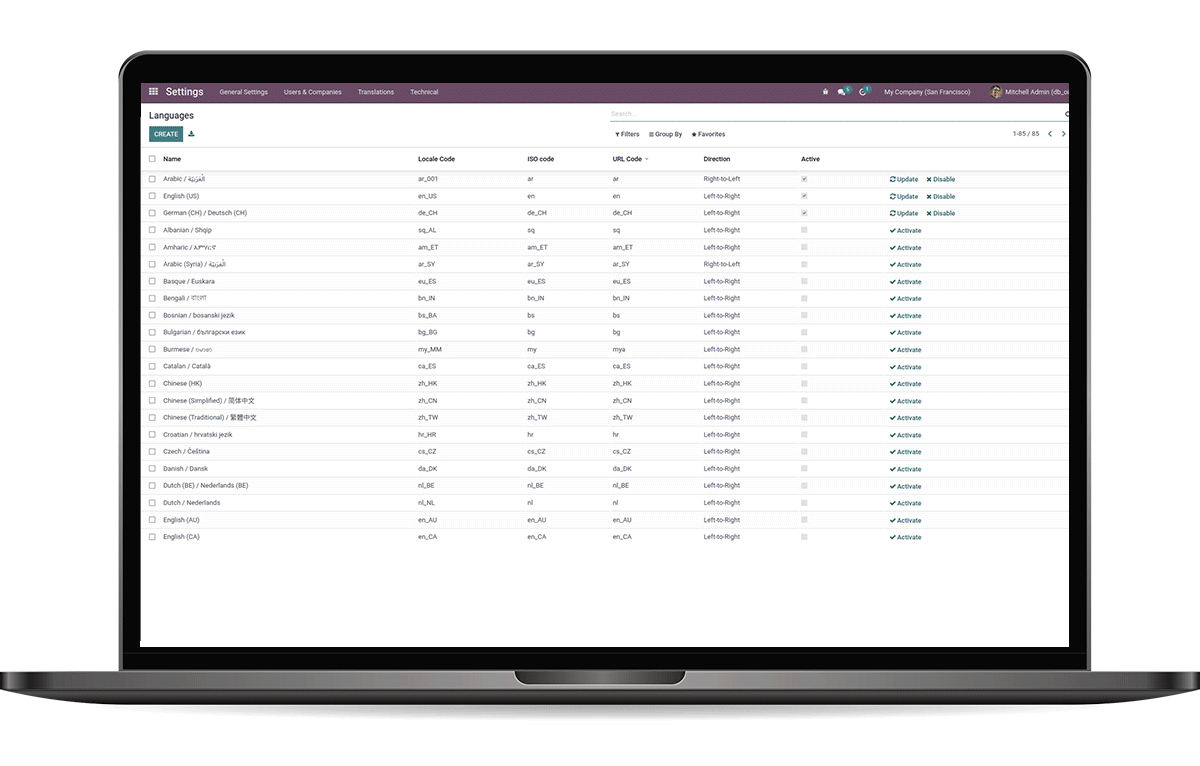 Settings General Settings Users & Companies Translations Technical My Company (San Francisco) Mitchell Admin (db_oi
Languages Search...
CREATE Filters Group By Favorites 1-85 / 85
Name Locale Code ISO code URL Code Direction Active
Arabic / الْعَرَبيّة ar_001 ar ar Right-to-Left Update Disable
English (US) en_US en en Left-to-Right Update Disable
German (CH) / Deutsch (CH) de_CH de_CH de_CH Left-to-Right Update Disable
Albanian / Shqip sq_AL sq sq Left-to-Right Activate
Amharic / አምሃርኛ am_ET am_ET am_ET Left-to-Right Activate
Arabic (Syria) / الْعَرَبيّة ar_SY ar_SY ar_SY Right-to-Left Activate
Basque / Euskara eu_ES eu_ES eu_ES Left-to-Right Activate
Bengali / বাংলা bn_IN bn_IN bn_IN Left-to-Right Activate
Bosnian / bosanski jezik bs_BA bs bs Left-to-Right Activate
Bulgarian / български език bg_BG bg bg Left-to-Right Activate
Burmese / my_MM my mya Left-to-Right Activate
Catalan / Català ca_ES ca_ES ca_ES Left-to-Right Activate
Chinese (HK) zh_HK zh_HK zh_HK Left-to-Right Activate
Chinese (Simplified) / 简体中文 zh_CN zh_CN zh_CN Left-to-Right Activate
Chinese (Traditional) / 繁體中文 zh_TW zh_TW zh_TW Left-to-Right Activate
Croatian / hrvatski jezik hr_HR hr hr Left-to-Right Activate
Czech / Čeština cs_CZ cs_CZ cs_CZ Left-to-Right Activate
Danish / Dansk da_DK da_DK da_DK Left-to-Right Activate
Dutch (BE) / Nederlands (BE) nl_BE nl_BE nl_BE Left-to-Right Activate
Dutch / Nederlands nl_NL nl nl Left-to-Right Activate
English (AU) en_AU en_AU en_AU Left-to-Right Activate
English (CA) en_CA en_CA en_CA Left-to-Right Activate